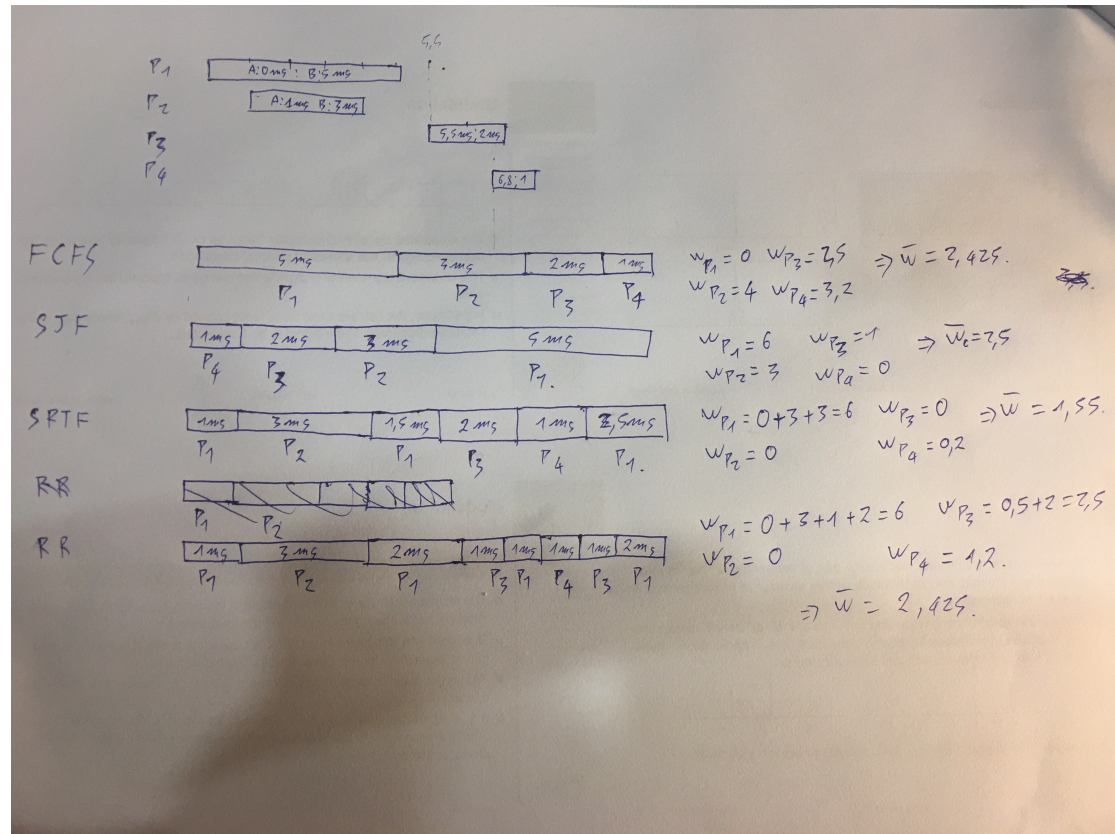 5,5
P1 A:0ms; B:5ms
P2 A:1ms B:3ms
P3 5,5ms; 2ms
P4 6,8; 1
FCFS 5ms 3ms 2ms 1ms
P1 P2 P3 P4
wP1 = 0 wP3 = 2,5 ⇒ w̄ = 2,425.
wP2 = 4 wP4 = 3,2
SJF 1ms 2ms 3ms 5ms
P4 P3 P2 P1.
wP1 = 6 wP3 = 1 ⇒ w̄ = 2,5
wP2 = 3 wP4 = 0
SRTF 1ms 3ms 1,5ms 2ms 1ms 2,5ms
P1 P2 P1 P3 P4 P1.
wP1 = 0+3+3 = 6 wP3 = 0 ⇒ w̄ = 1,55
wP2 = 0 wP4 = 0,2
RR
P1 P2
RR 1ms 3ms 2ms 1ms 1ms 1ms 1ms 2ms
P1 P2 P1 P3 P1 P4 P3 P1
wP1 = 0+3+1+2 = 6 wP3 = 0,5+2 = 2,5
wP2 = 0 wP4 = 1,2.
⇒ w̄ = 2,425.